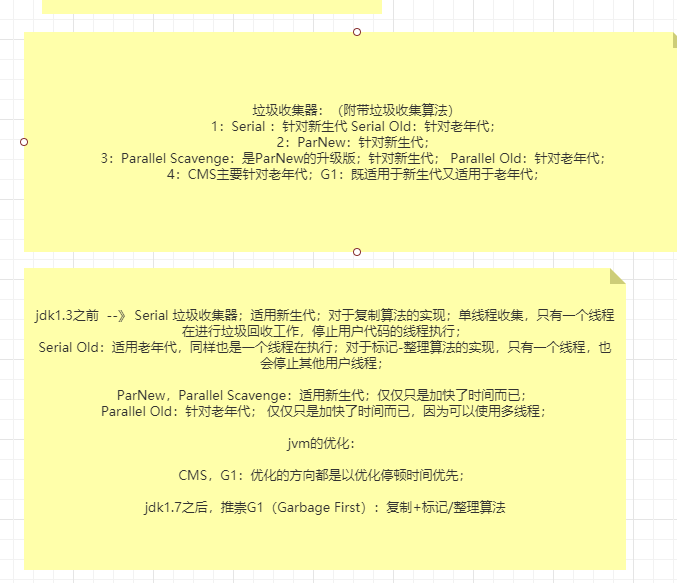 垃圾收集器：（附带垃圾收集算法）
1：Serial ：针对新生代 Serial Old：针对老年代；
2：ParNew：针对新生代；
3：Parallel Scavenge：是ParNew的升级版；针对新生代； Parallel Old：针对老年代；
4：CMS主要针对老年代；G1：既适用于新生代又适用于老年代；
jdk1.3之前 --》 Serial 垃圾收集器；适用新生代；对于复制算法的实现；单线程收集，只有一个线程
在进行垃圾回收工作，停止用户代码的线程执行；
Serial Old：适用老年代，同样也是一个线程在执行；对于标记-整理算法的实现，只有一个线程，也
会停止其他用户线程；
ParNew，Parallel Scavenge：适用新生代；仅仅只是加快了时间而已；
Parallel Old：针对老年代； 仅仅只是加快了时间而已，因为可以使用多线程；
jvm的优化：
CMS，G1：优化的方向都是以优化停顿时间优先；
jdk1.7之后，推崇G1（Garbage First）：复制+标记/整理算法